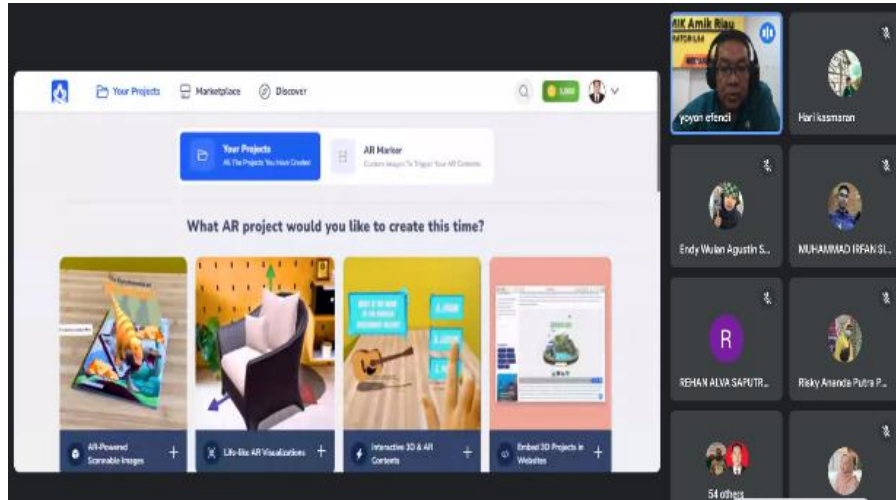 Your Projects
Marketplace
Discover
Your Projects
All The Projects You Have Created
AR Marker
Custom Images To Trigger Your AR Contents
What AR project would you like to create this time?
AR-Powered
Scannable Images
Life-like AR Visualizations
Interactive 3D & AR
Contents
Embed 3D Projects in
Websites
MIK Amik Riau
yoyon efendi
Hari kasmaran
Endy Wulan Agustin S...
MUHAMMAD IRFAN SI...
R
REHAN ALVA SAPUTR...
Risky Ananda Putra P...
54 others